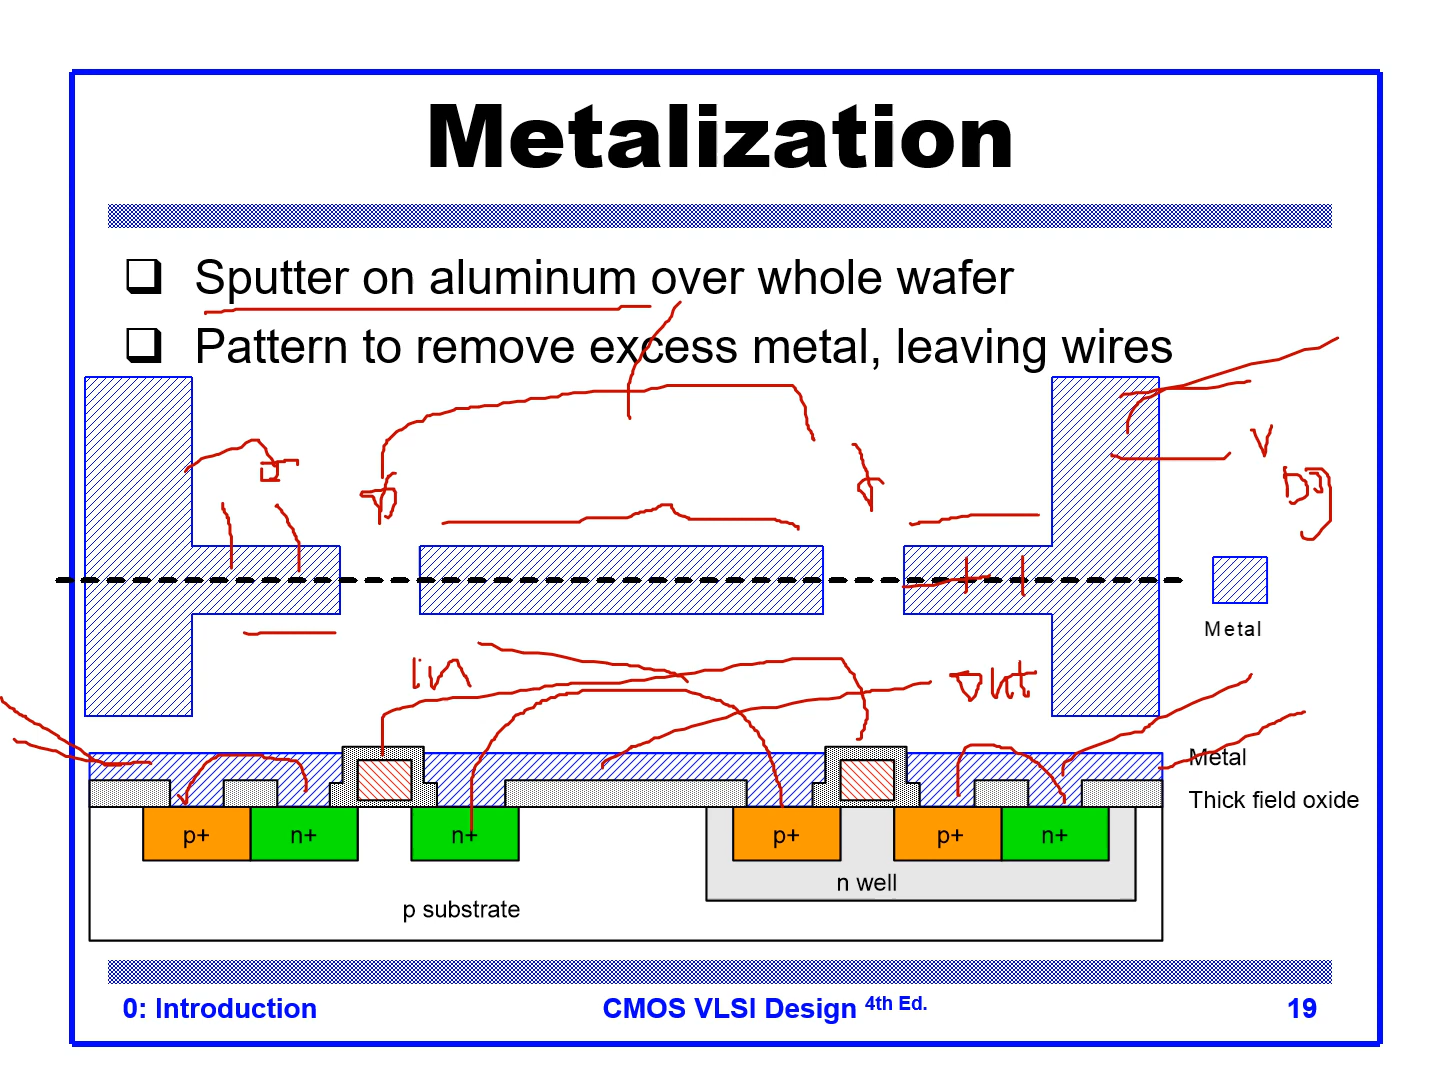 Metalization
Sputter on aluminum over whole wafer
Pattern to remove excess metal, leaving wires
V
Metal
in
out
Metal
Thick field oxide
p+ n+ n+ p+ p+ n+
n well
p substrate
0: Introduction CMOS VLSI Design 4th Ed. 19